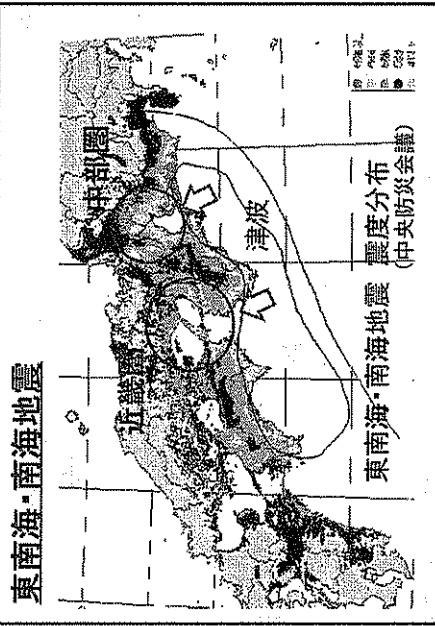 東南海・南海地震
中部圏
近畿圏
津波
東南海・南海地震 震度分布
(中央防災会議)